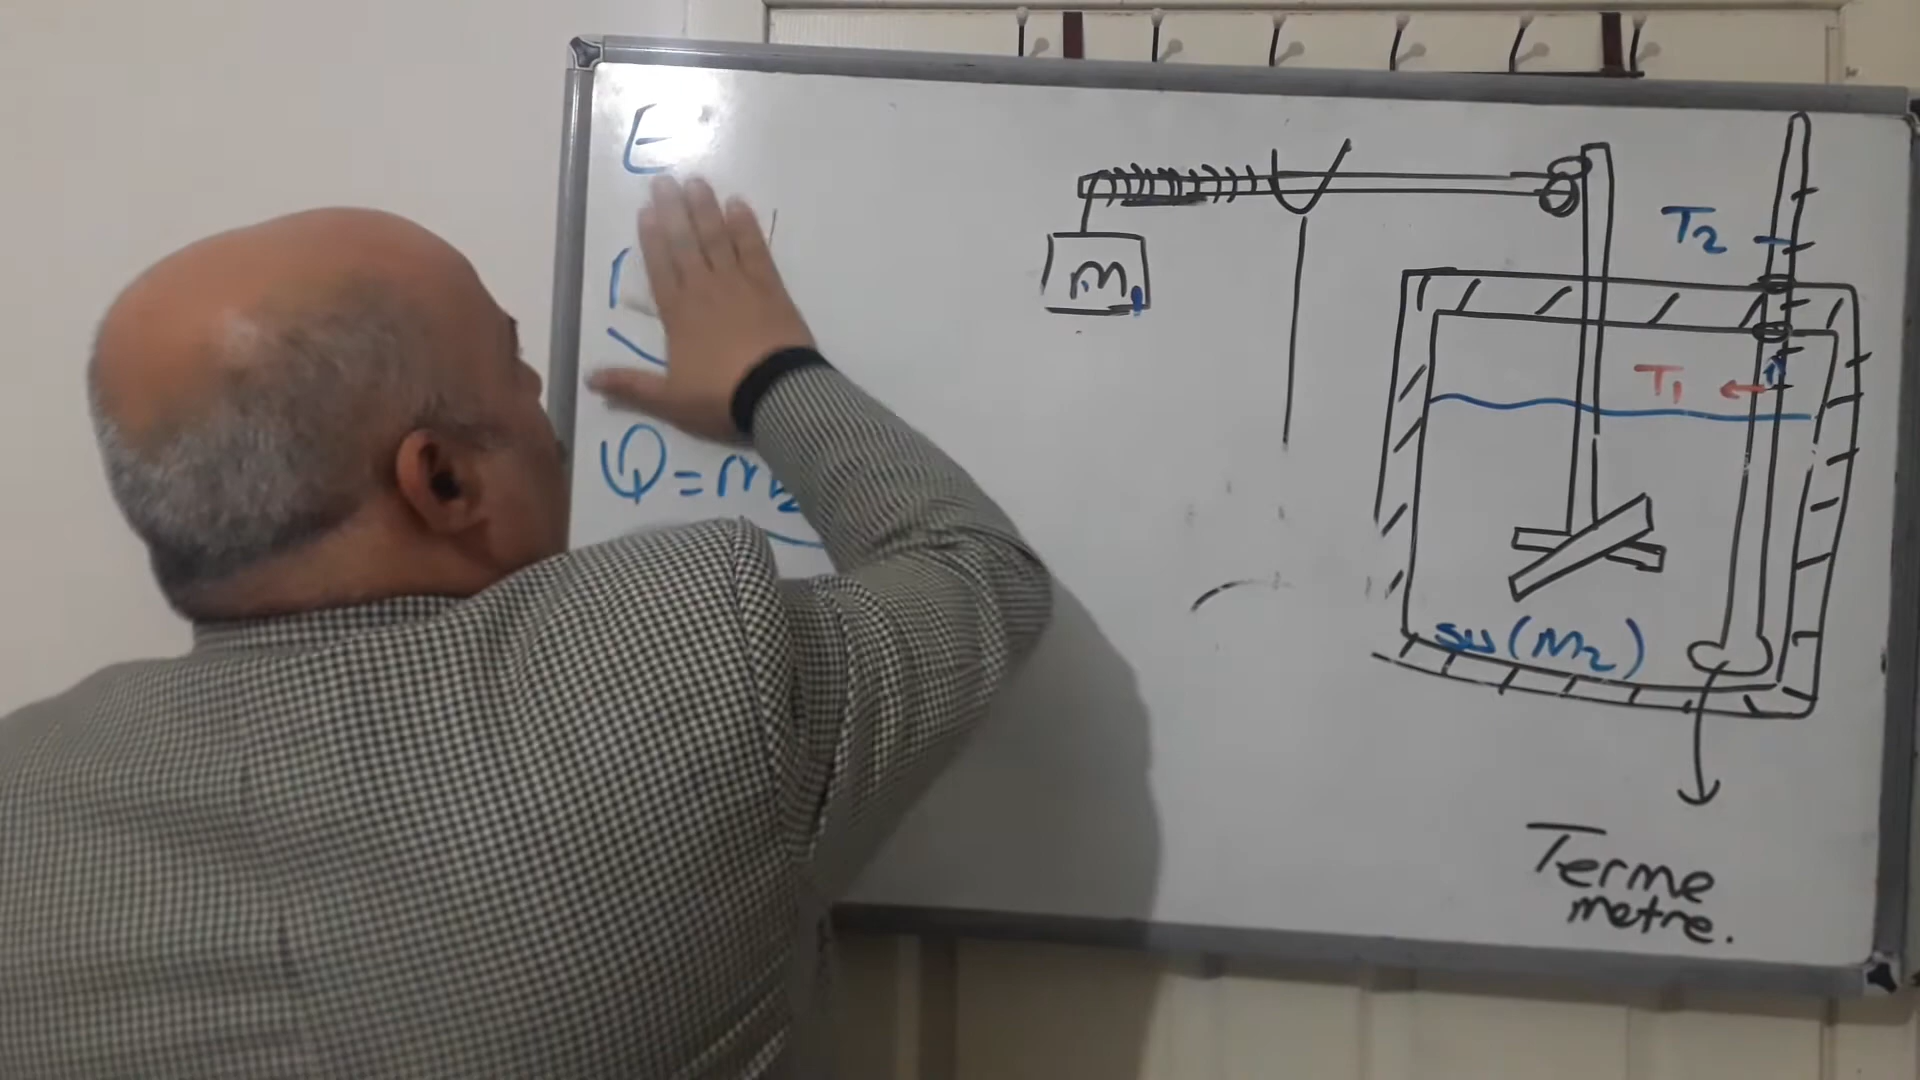 E
Q = m₂
m₁
T₂
T₁
su (m₂)
Terme
metre.